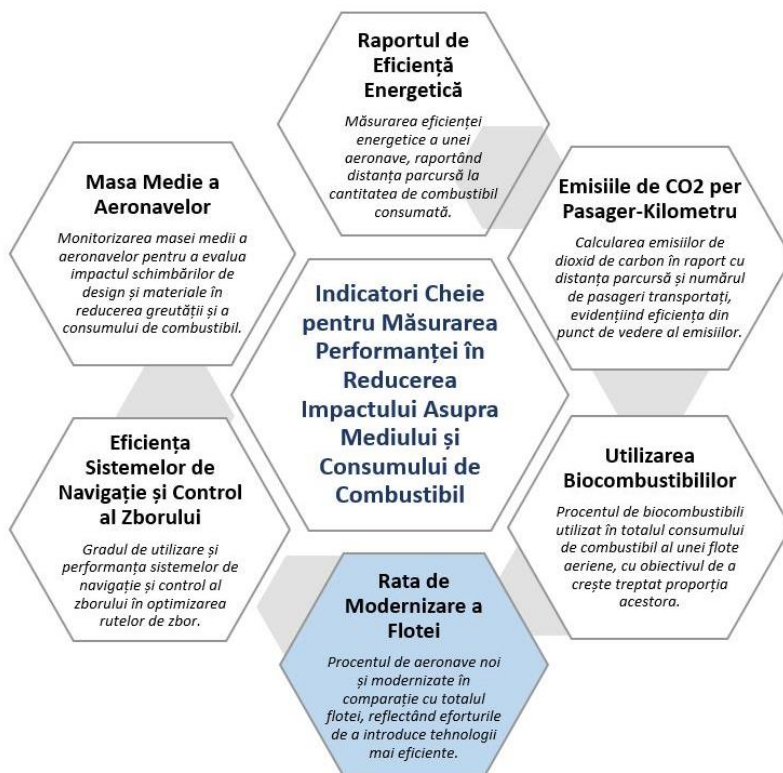 Raportul de
Eficiență
Energetică
Măsurarea eficienței
energetice a unei
aeronave, raportând
distanța parcursă la
cantitatea de combustibil
consumată.
Masa Medie a
Aeronavelor
Monitorizarea masei medii a
aeronavelor pentru a evalua
impactul schimbărilor de
design și materiale în
reducerea greutății și a
consumului de combustibil.
Emisiile de CO2 per
Pasager-Kilometru
Calcularea emisiilor de
dioxid de carbon în raport cu
distanța parcursă și numărul
de pasageri transportați,
evidențiind eficiența din
punct de vedere al emisiilor.
Indicatori Cheie
pentru Măsurarea
Performanței în
Reducerea
Impactului Asupra
Mediului și
Consumului de
Combustibil
Eficiența
Sistemelor de
Navigație și Control
al Zborului
Gradul de utilizare și
performanța sistemelor de
navigație și control al
zborului în optimizarea
rutelor de zbor.
Utilizarea
Biocombustibililor
Procentul de biocombustibili
utilizat în totalul consumului
de combustibil al unei flote
aeriene, cu obiectivul de a
crește treptat proporția
acestora.
Rata de
Modernizare a
Flotei
Procentul de aeronave noi
și modernizate în
comparație cu totalul
flotei, reflectând eforturile
de a introduce tehnologii
mai eficiente.